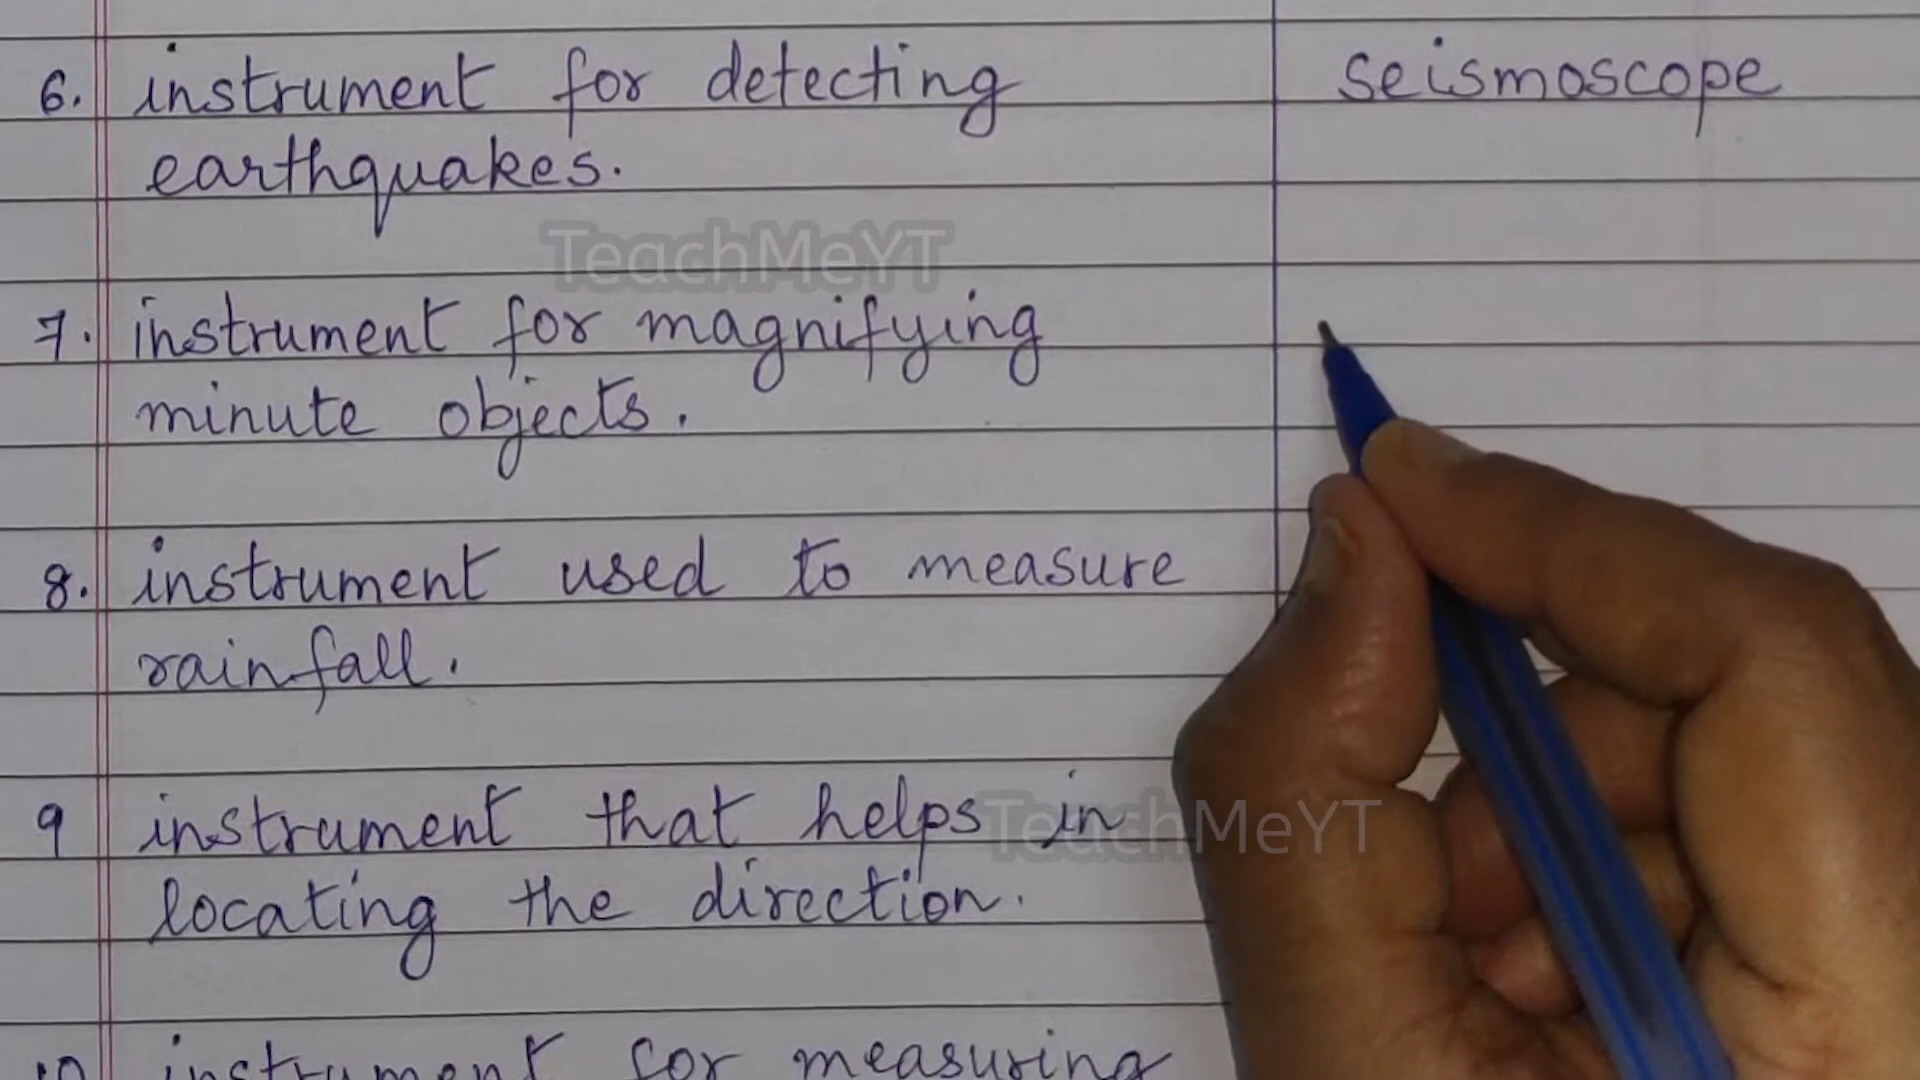 6. instrument for detecting seismoscope
earthquakes.
TeachMeYT
7. instrument for magnifying
minute objects.
8. instrument used to measure
rainfall.
9 instrument that helps in TeachMeYT
locating the direction.
10 instrument for measuring